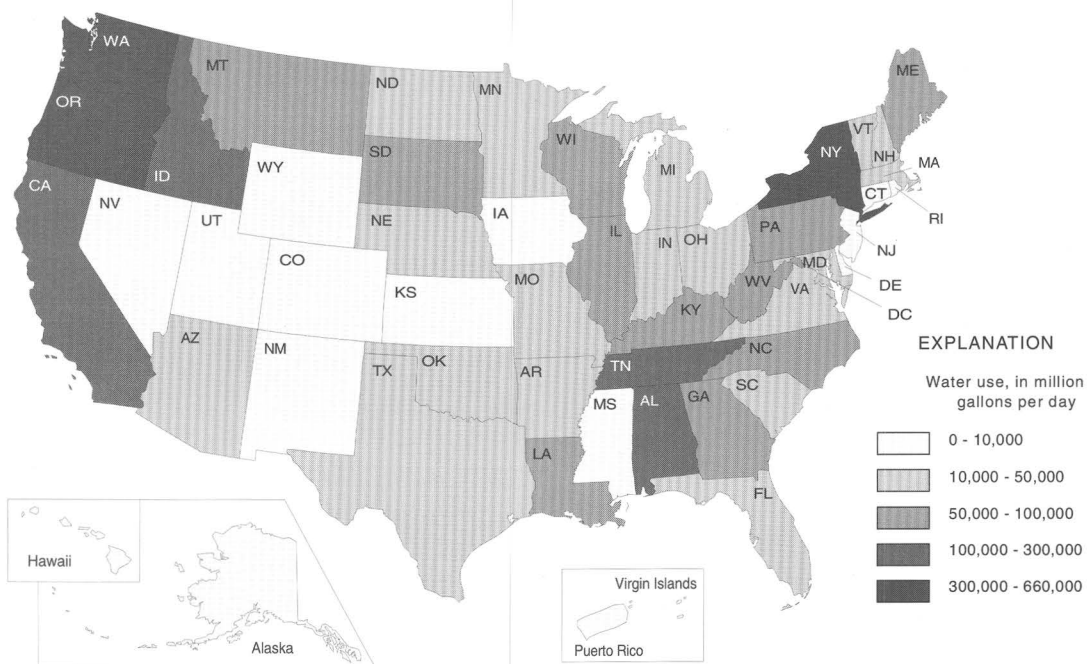 WA
MT
ND
MN
ME
OR
ID
WY
SD
WI
MI
NY
VT
NH
MA
CT
RI
CA
NV
UT
NE
IA
IL
IN
OH
PA
NJ
CO
KS
MO
KY
WV
MD
VA
DE
DC
AZ
NM
TX
OK
AR
TN
NC
SC
MS
AL
GA
LA
FL
EXPLANATION
Water use, in million
gallons per day
0 - 10,000
10,000 - 50,000
50,000 - 100,000
100,000 - 300,000
300,000 - 660,000
Hawaii
Alaska
Virgin Islands
Puerto Rico